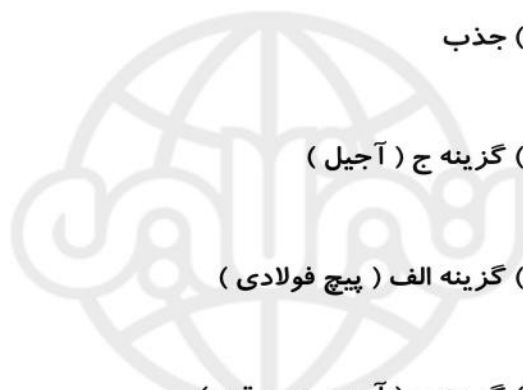 ) جذب
) گزینه ج ( آجیل )
) گزینه الف ( پیچ فولادی )